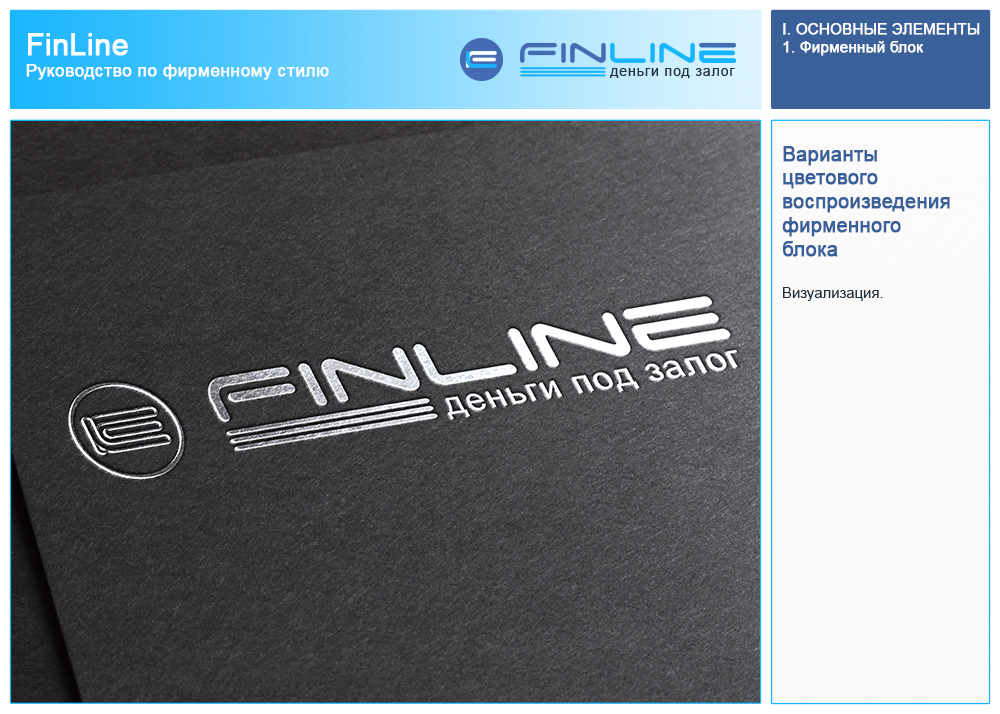 FinLine
Руководство по фирменному стилю
FINLINE
деньги под залог
I. ОСНОВНЫЕ ЭЛЕМЕНТЫ
1. Фирменный блок
FINLINE
деньги под залог
Варианты
цветового
воспроизведения
фирменного
блока
Визуализация.